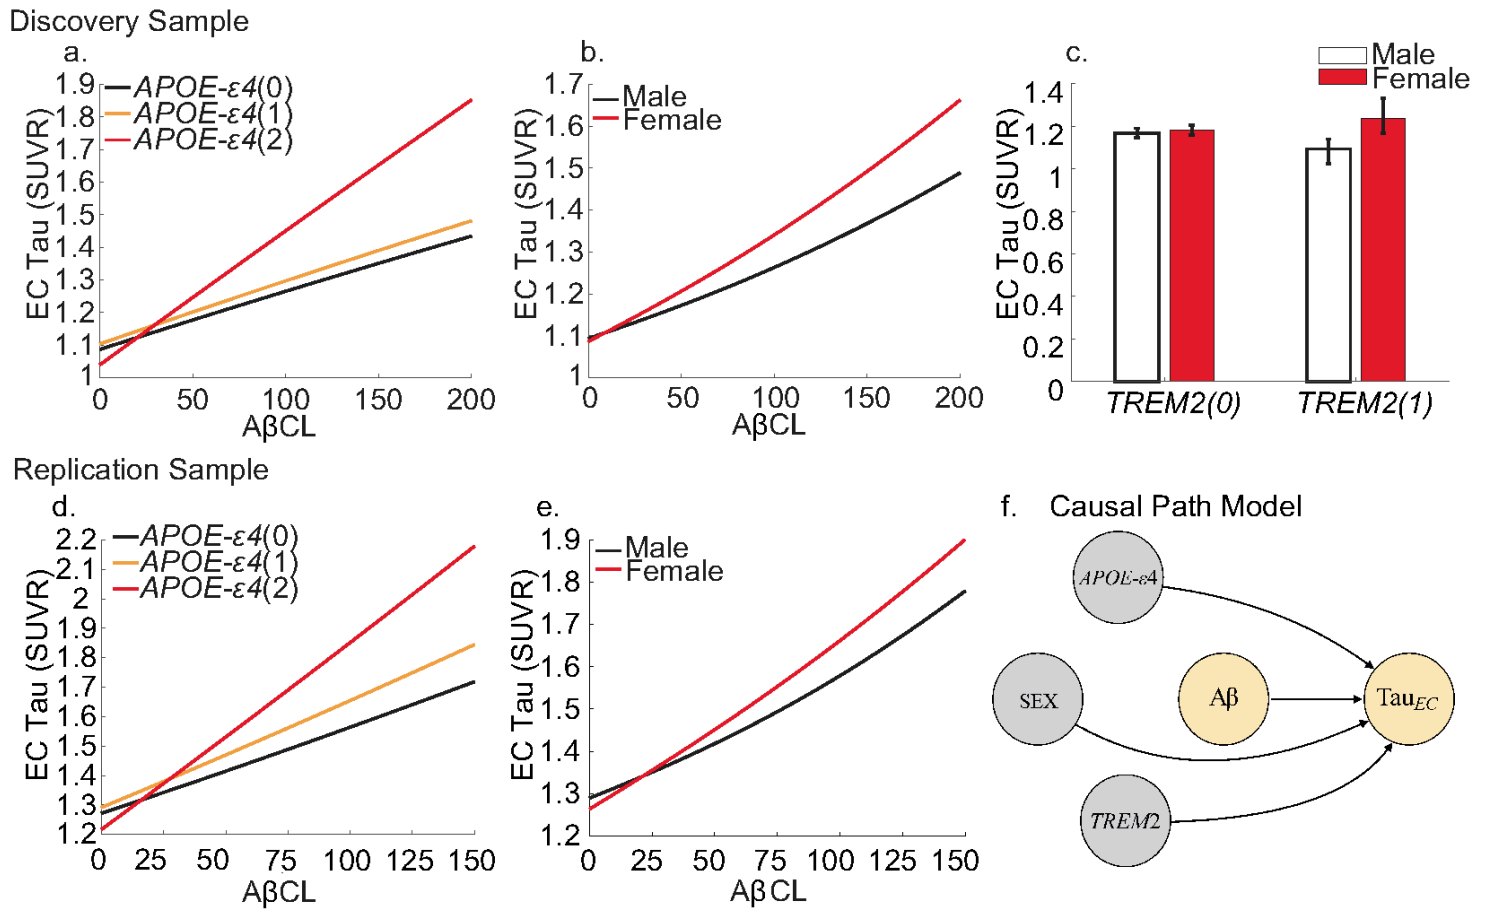 Discovery Sample
a.
APOE-ε4(0)
APOE-ε4(1)
APOE-ε4(2)
EC Tau (SUVR)
1.9
1.8
1.7
1.6
1.5
1.4
1.3
1.2
1.1
1
0 50 100 150 200
AβCL
b.
Male
Female
EC Tau (SUVR)
1.7
1.6
1.5
1.4
1.3
1.2
1.1
1
0 50 100 150 200
AβCL
c.
Male
Female
EC Tau (SUVR)
1.4
1.2
1
0.8
0.6
0.4
0.2
0
TREM2(0) TREM2(1)
Replication Sample
d.
APOE-ε4(0)
APOE-ε4(1)
APOE-ε4(2)
EC Tau (SUVR)
2.2
2.1
2
1.9
1.8
1.7
1.6
1.5
1.4
1.3
1.2
0 25 50 75 100 125 150
AβCL
e.
Male
Female
EC Tau (SUVR)
1.9
1.8
1.7
1.6
1.5
1.4
1.3
1.2
0 25 50 75 100 125 150
AβCL
f. Causal Path Model
APOE-ε4
SEX
Aβ
TauEC
TREM2